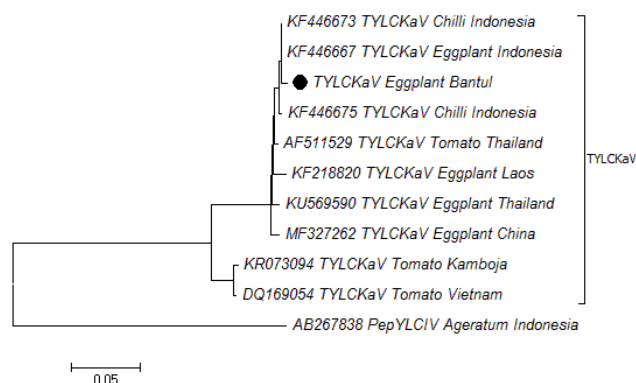 KF446673 TYLCKaV Chilli Indonesia
KF446667 TYLCKaV Eggplant Indonesia
TYLCKaV Eggplant Bantul
KF446675 TYLCKaV Chilli Indonesia
AF511529 TYLCKaV Tomato Thailand
KF218820 TYLCKaV Eggplant Laos
KU569590 TYLCKaV Eggplant Thailand
MF327262 TYLCKaV Eggplant China
KR073094 TYLCKaV Tomato Kamboja
DQ169054 TYLCKaV Tomato Vietnam
AB267838 PepYLCIV Ageratum Indonesia
TYLCKaV
0.05